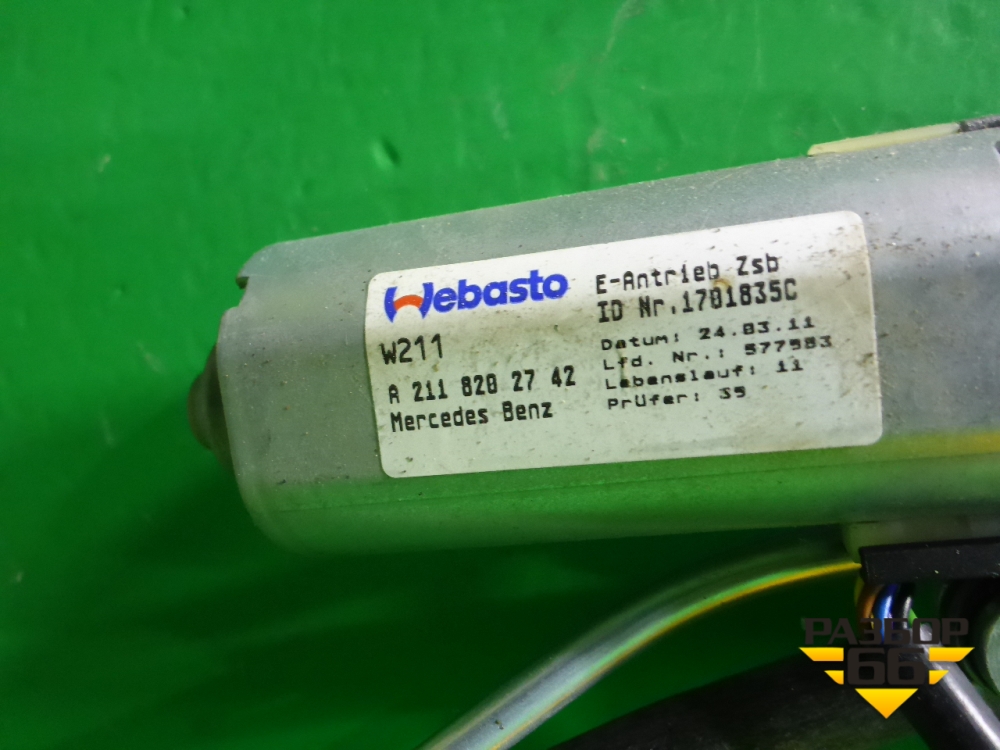 Webasto
W211
A 211 820 27 42
Mercedes Benz
E-Antrieb Zsb
ID Nr.1701835C
Datum: 24.03.11
Lfd. Nr.: 577583
Lebenslauf: 11
Prüfer: 35
РАЗБОР
66